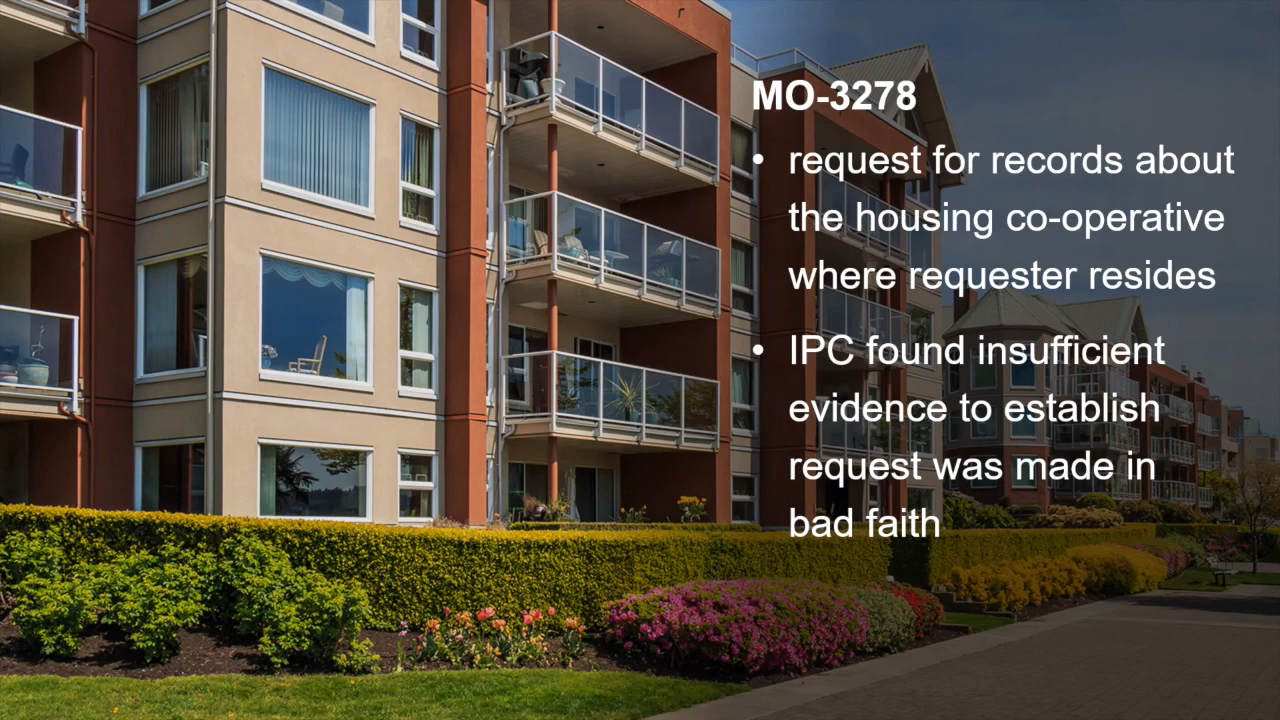 MO-3278
• request for records about
the housing co-operative
where requester resides
• IPC found insufficient
evidence to establish
request was made in
bad faith